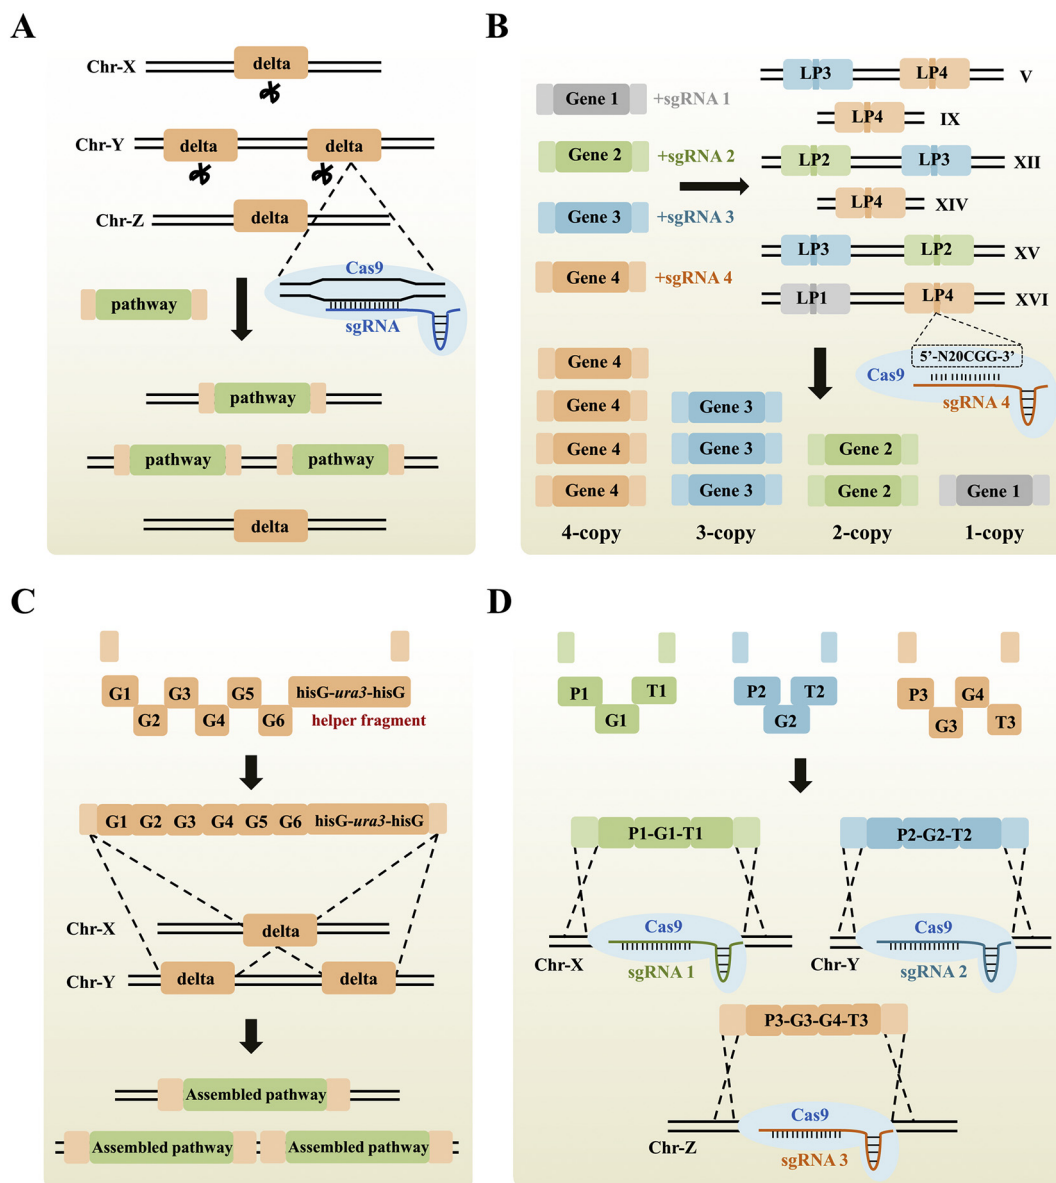 A
Chr-X
delta
Chr-Y
delta
delta
Chr-Z
delta
pathway
Cas9
sgRNA
pathway
pathway
pathway
delta
B
Gene 1
+sgRNA 1
Gene 2
+sgRNA 2
Gene 3
+sgRNA 3
Gene 4
+sgRNA 4
LP3
LP4
V
LP4
IX
LP2
LP3
XII
LP4
XIV
LP3
LP2
XV
LP1
LP4
XVI
5’-N20CGG-3’
Cas9
sgRNA 4
Gene 4
Gene 4
Gene 3
Gene 4
Gene 3
Gene 2
Gene 4
Gene 3
Gene 2
Gene 1
4-copy
3-copy
2-copy
1-copy
C
G1
G3
G5
hisG-ura3-hisG
G2
G4
G6
helper fragment
G1
G2
G3
G4
G5
G6
hisG-ura3-hisG
Chr-X
delta
Chr-Y
delta
delta
Assembled pathway
Assembled pathway
Assembled pathway
D
P1
T1
G1
P2
T2
G2
P3
G4
G3
T3
P1-G1-T1
P2-G2-T2
Cas9
Chr-X
sgRNA 1
Cas9
Chr-Y
sgRNA 2
P3-G3-G4-T3
Cas9
Chr-Z
sgRNA 3